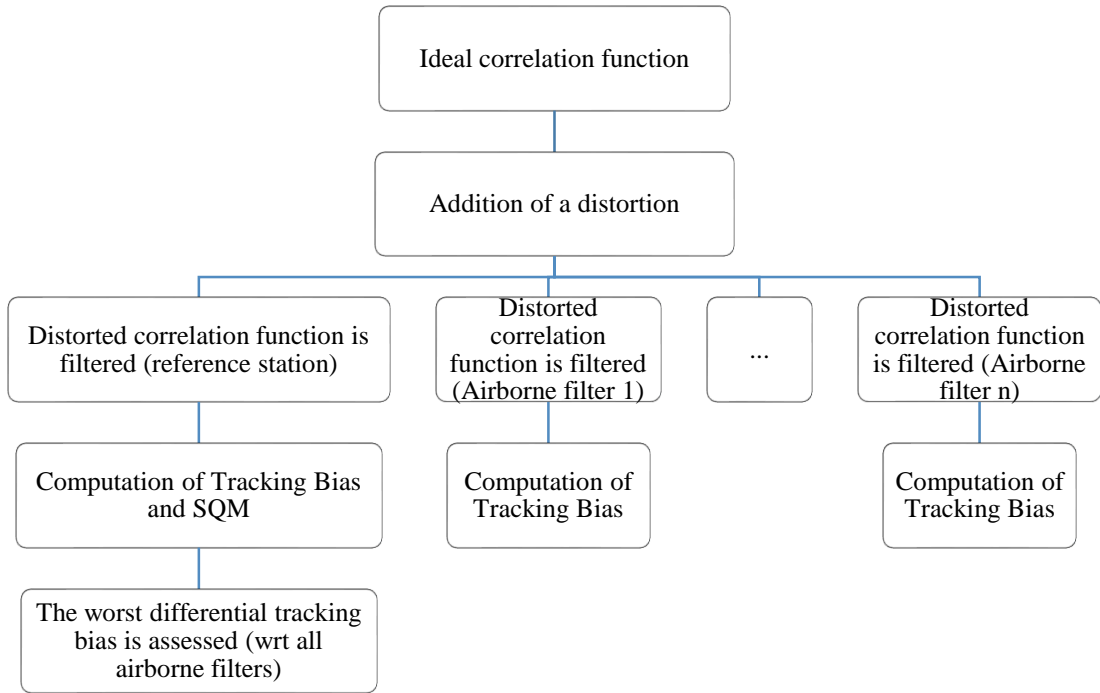 Ideal correlation function
Addition of a distortion
Distorted correlation function is
filtered (reference station)
Distorted
correlation
function is filtered
(Airborne filter 1)
...
Distorted
correlation function
is filtered (Airborne
filter n)
Computation of Tracking Bias
and SQM
Computation of
Tracking Bias
Computation of
Tracking Bias
The worst differential tracking
bias is assessed (wrt all
airborne filters)